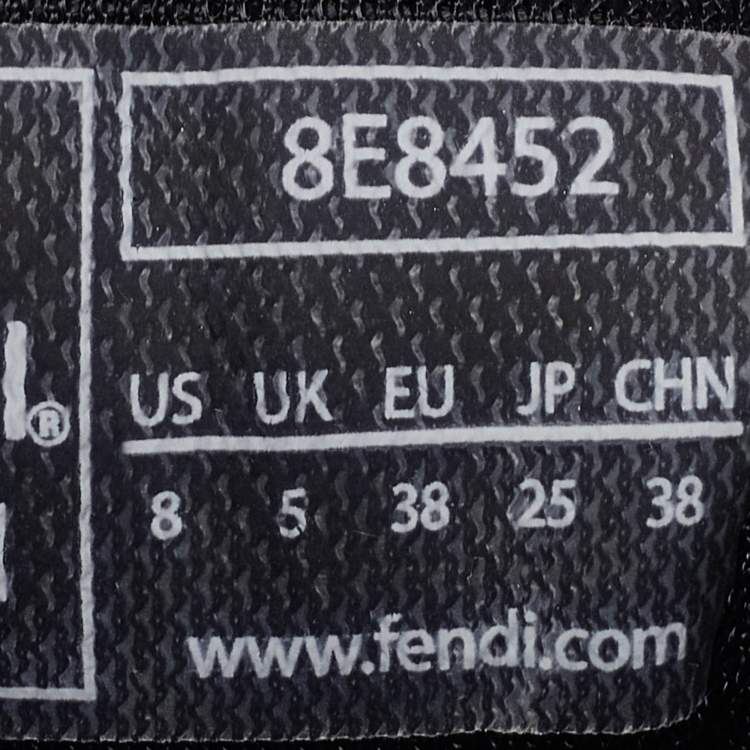 8E8452
US UK EU JP CHN
8 5 38 25 38
www.fendi.com
®